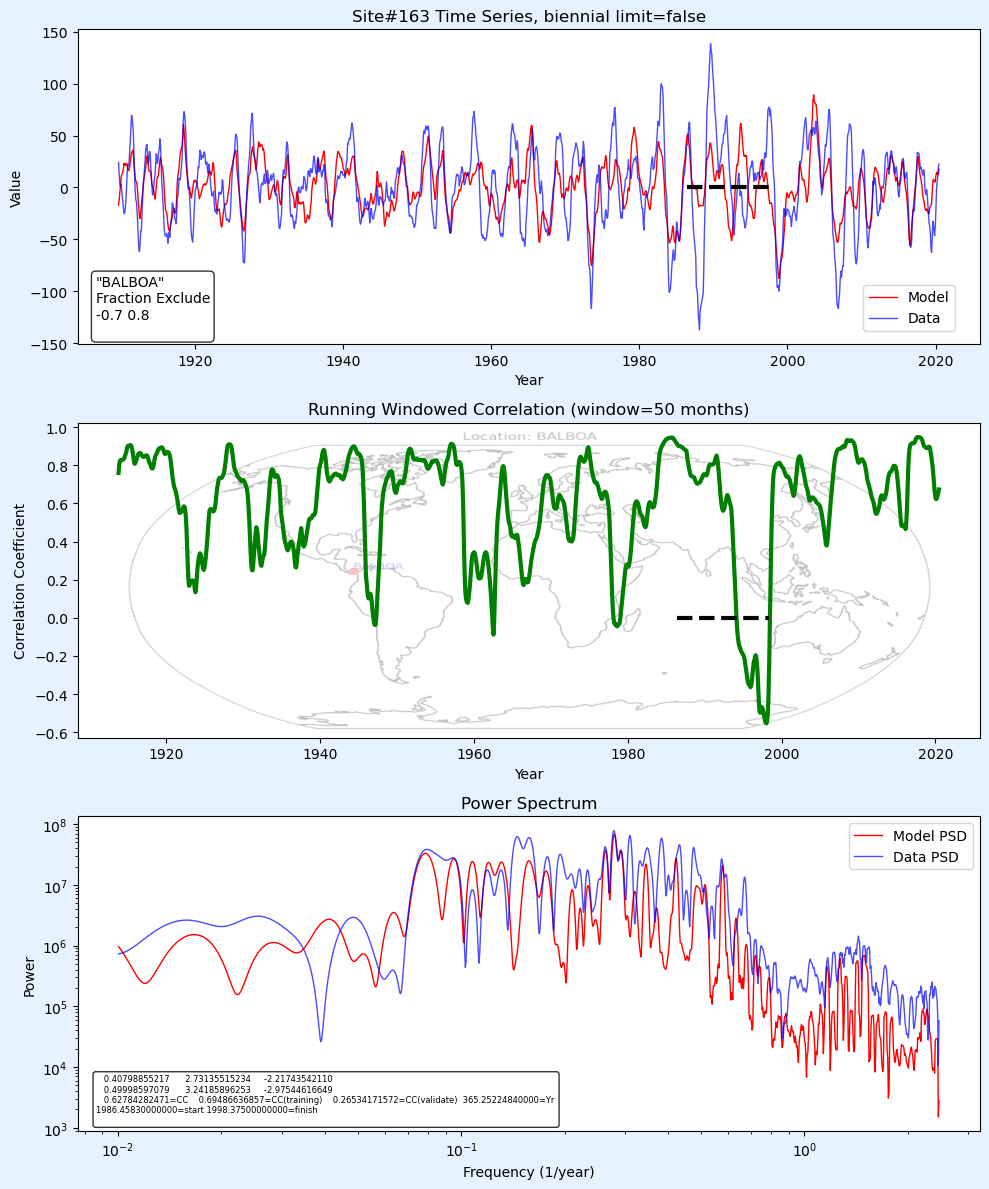 Site#163 Time Series, biennial limit=false
150
100
50
0
−50
−100
−150
Value
"BALBOA"
Fraction Exclude
-0.7 0.8
Model
Data
1920
1940
1960
1980
2000
2020
Year
Running Windowed Correlation (window=50 months)
Location: BALBOA
1.0
0.8
0.6
0.4
0.2
0.0
−0.2
−0.4
−0.6
Correlation Coefficient
BALBOA
1920
1940
1960
1980
2000
2020
Year
Power Spectrum
10^8
10^7
10^6
10^5
10^4
10^3
Power
Model PSD
Data PSD
0.40798855217 2.73135515234 -2.21743542110
0.49998597079 3.24185896253 -2.97544616649
0.62784282471=CC 0.69486636857=CC(training) 0.26534171572=CC(validate) 365.25224840000=Yr
1986.45830000000=start 1998.37500000000=finish
10^−2
10^−1
10^0
Frequency (1/year)